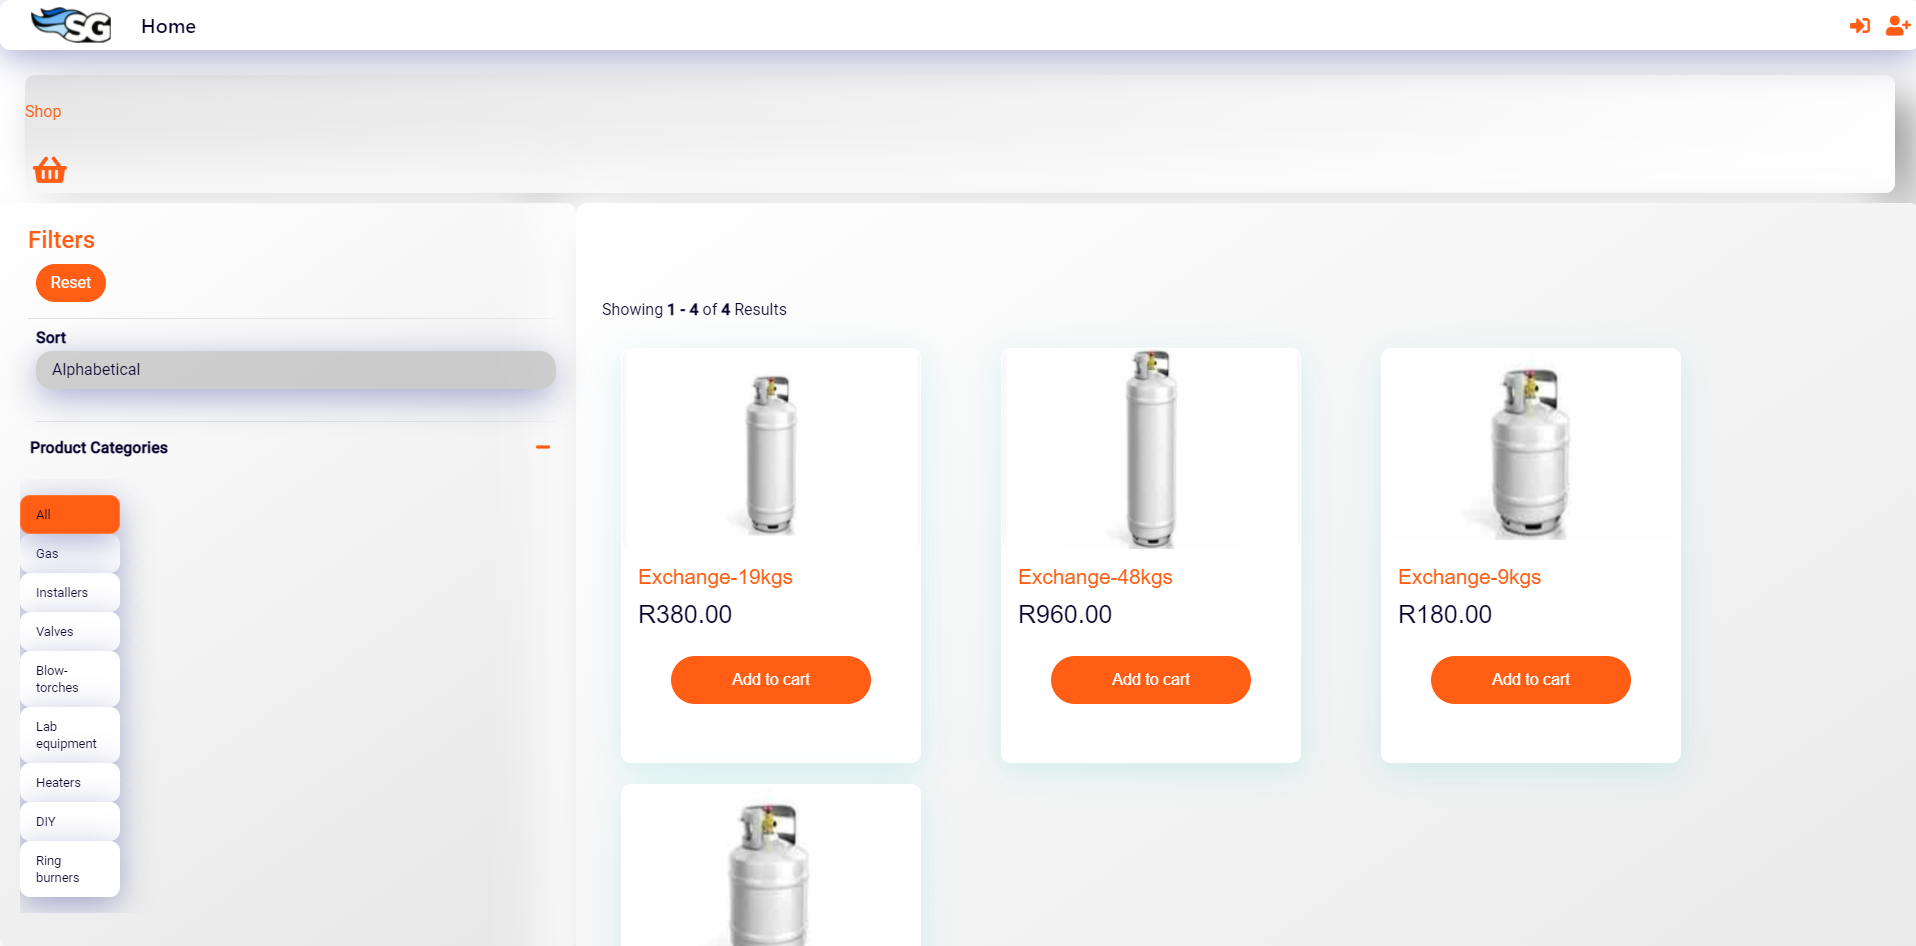 SG
Home
Shop
Filters
Reset
Sort
Alphabetical
Product Categories
All
Gas
Installers
Valves
Blow-
torches
Lab
equipment
Heaters
DIY
Ring
burners
Showing 1 - 4 of 4 Results
Exchange-19kgs
R380.00
Add to cart
Exchange-48kgs
R960.00
Add to cart
Exchange-9kgs
R180.00
Add to cart